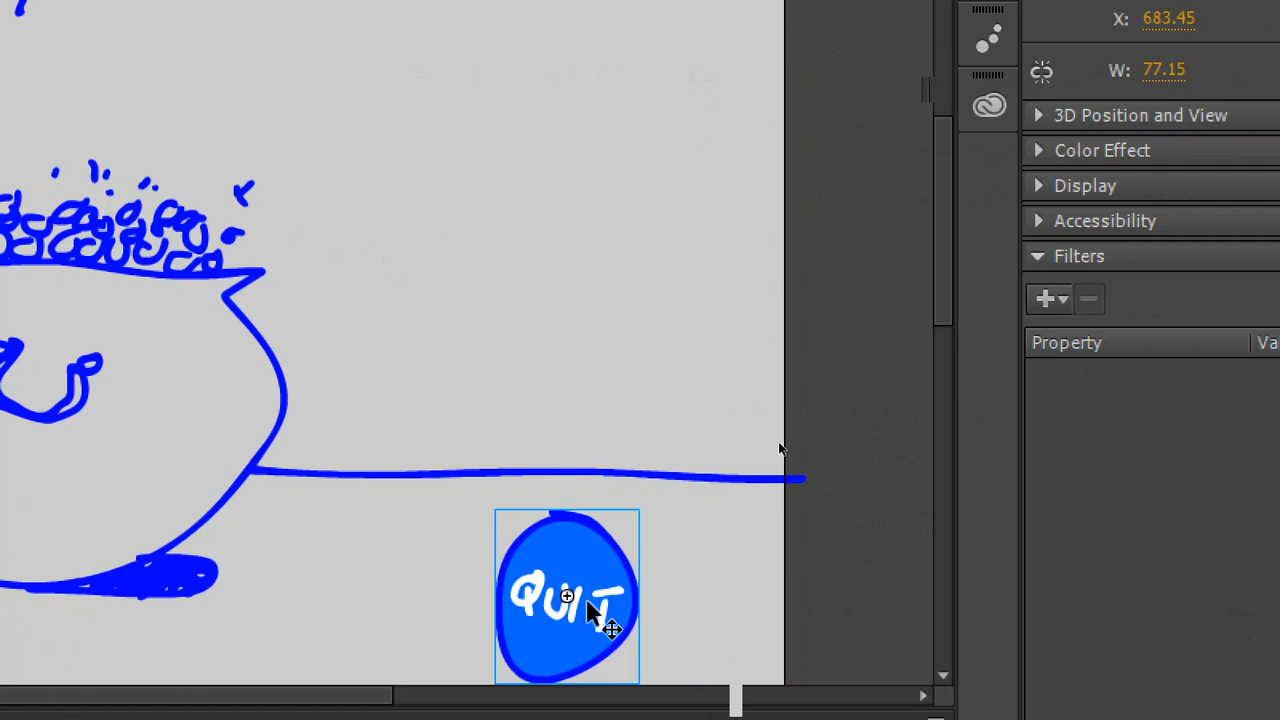 X: 683.45
W: 77.15
3D Position and View
Color Effect
Display
Accessibility
Filters
Property
Va
QUIT